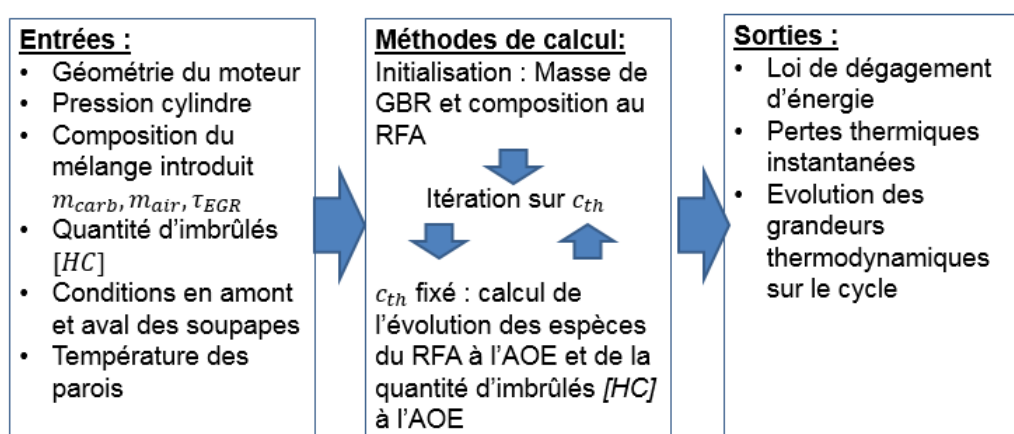 Entrées :
• Géométrie du moteur
• Pression cylindre
• Composition du
mélange introduit
m_carb, m_air, τ_EGR
• Quantité d’imbrûlés
[HC]
• Conditions en amont
et aval des soupapes
• Température des
parois
Méthodes de calcul:
Initialisation : Masse de
GBR et composition au
RFA
Itération sur c_th
c_th fixé : calcul de
l’évolution des espèces
du RFA à l’AOE et de la
quantité d’imbrûlés [HC]
à l’AOE
Sorties :
• Loi de dégagement
d’énergie
• Pertes thermiques
instantanées
• Evolution des
grandeurs
thermodynamiques
sur le cycle